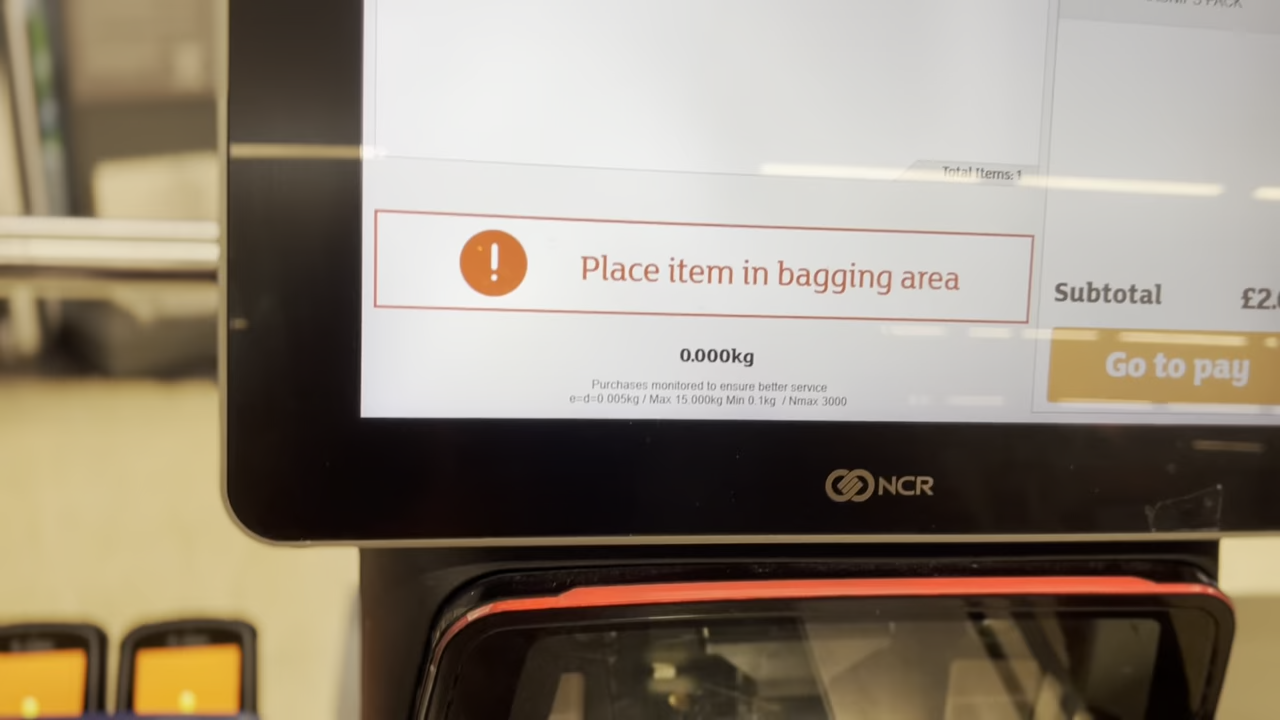 Total Items: 1
Place item in bagging area
Subtotal
0.000kg
Go to pay
Purchases monitored to ensure better service
e=d=0.005kg / Max 15.000kg Min 0.1kg / Nmax 3000
NCR